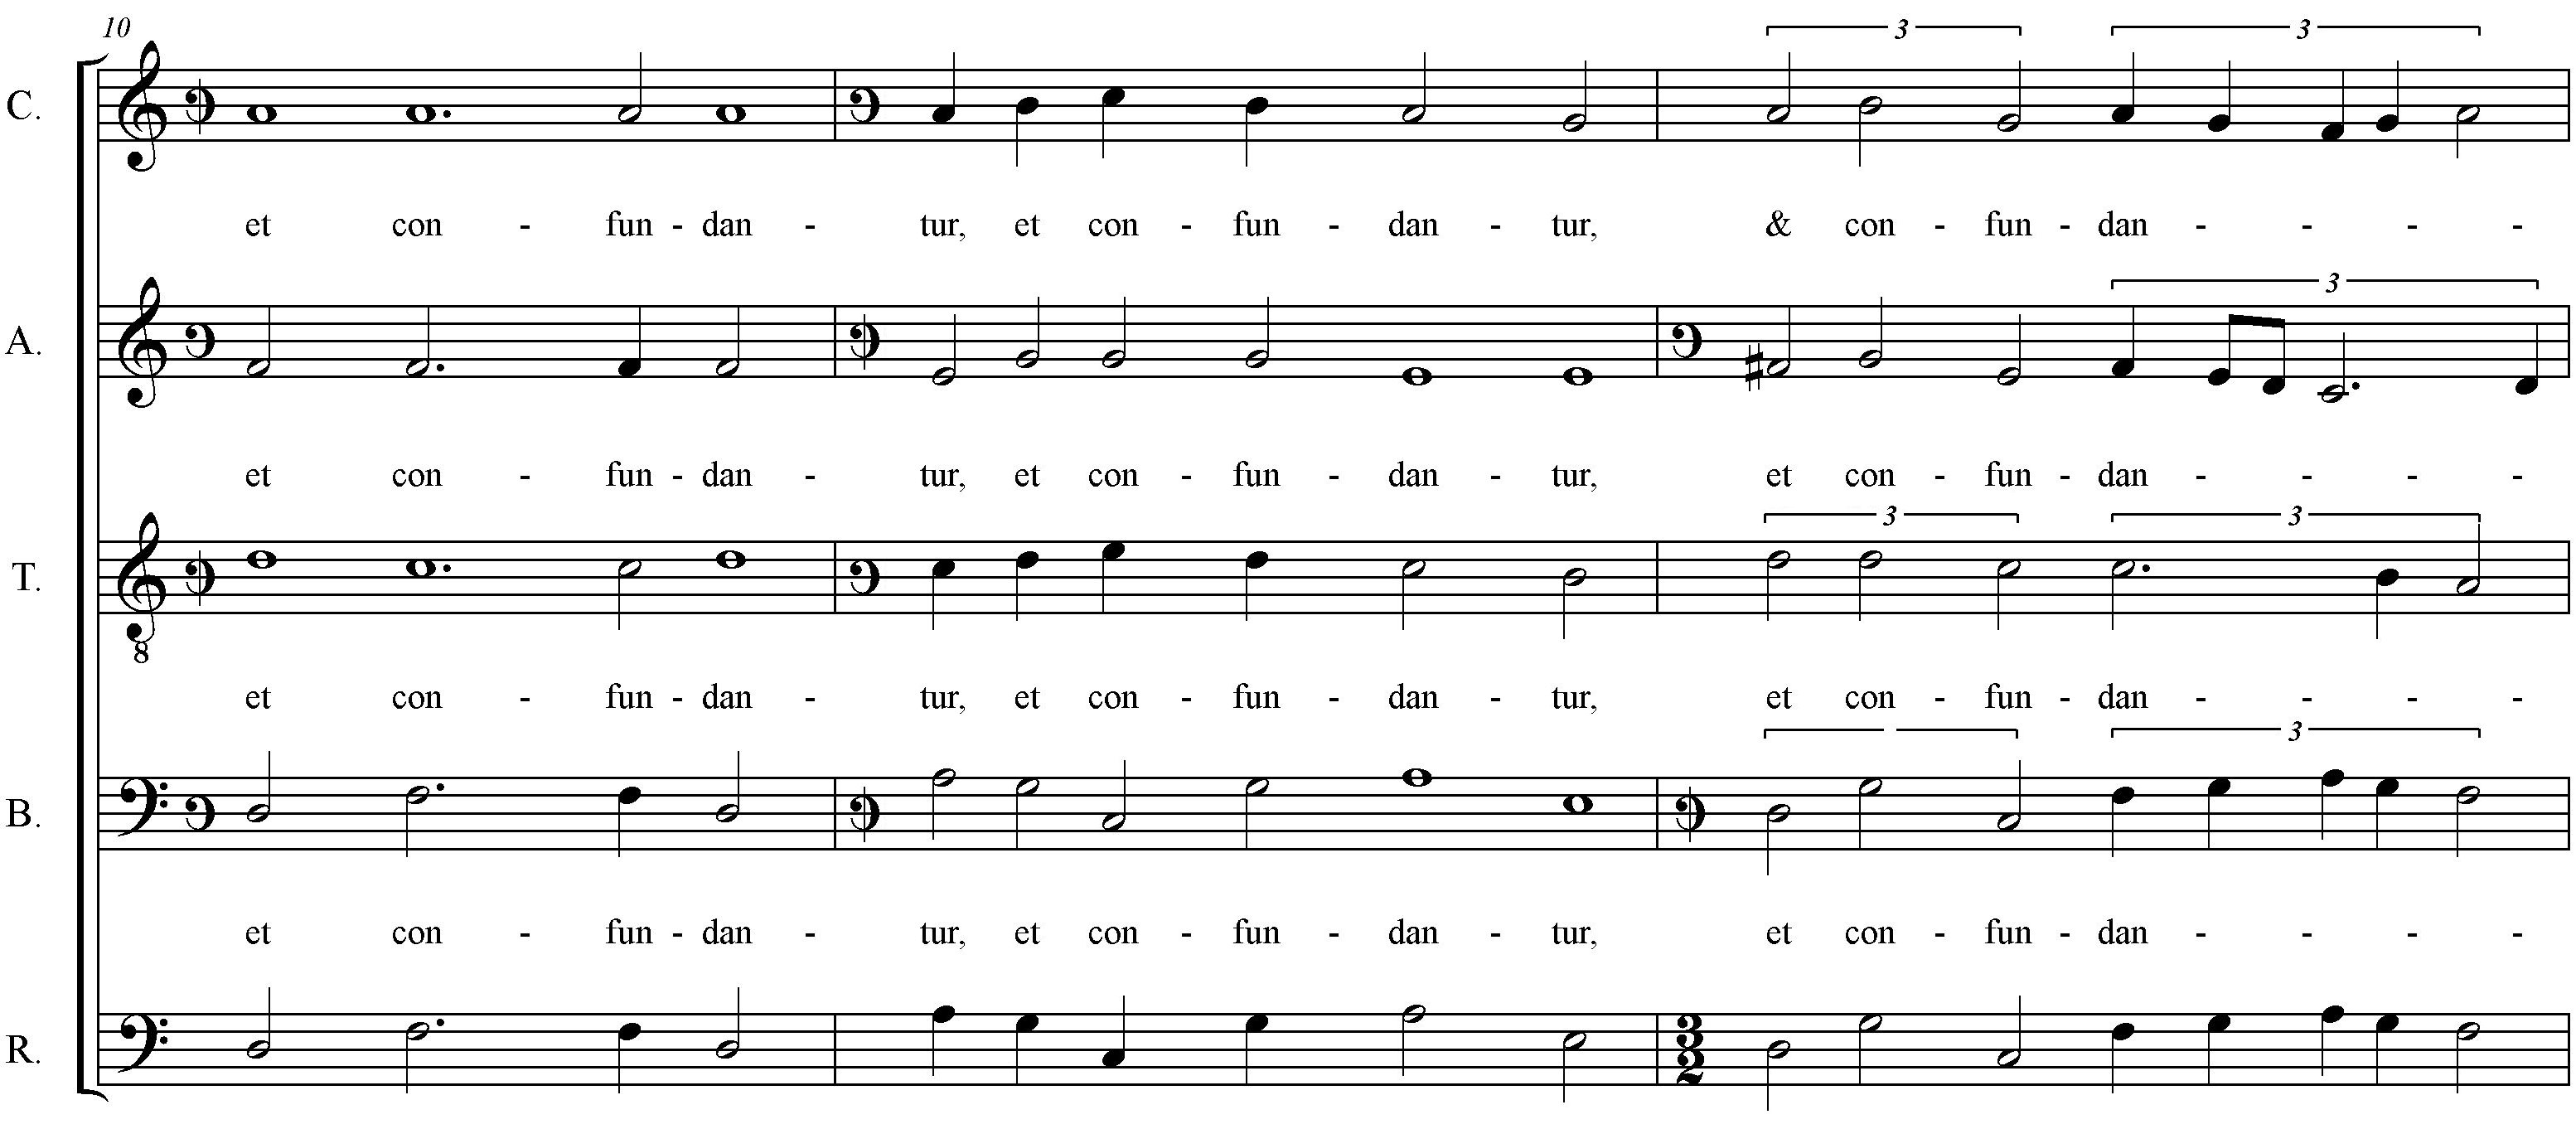 10
3 3
C.
et con - fun - dan - tur, et con - fun - dan - tur, & con - fun - dan - - - -
3
A.
et con - fun - dan - tur, et con - fun - dan - tur, et con - fun - dan - - - -
3 3
T.
8
et con - fun - dan - tur, et con - fun - dan - tur, et con - fun - dan - - - -
3
B.
et con - fun - dan - tur, et con - fun - dan - tur, et con - fun - dan - - - -
R.
3
2